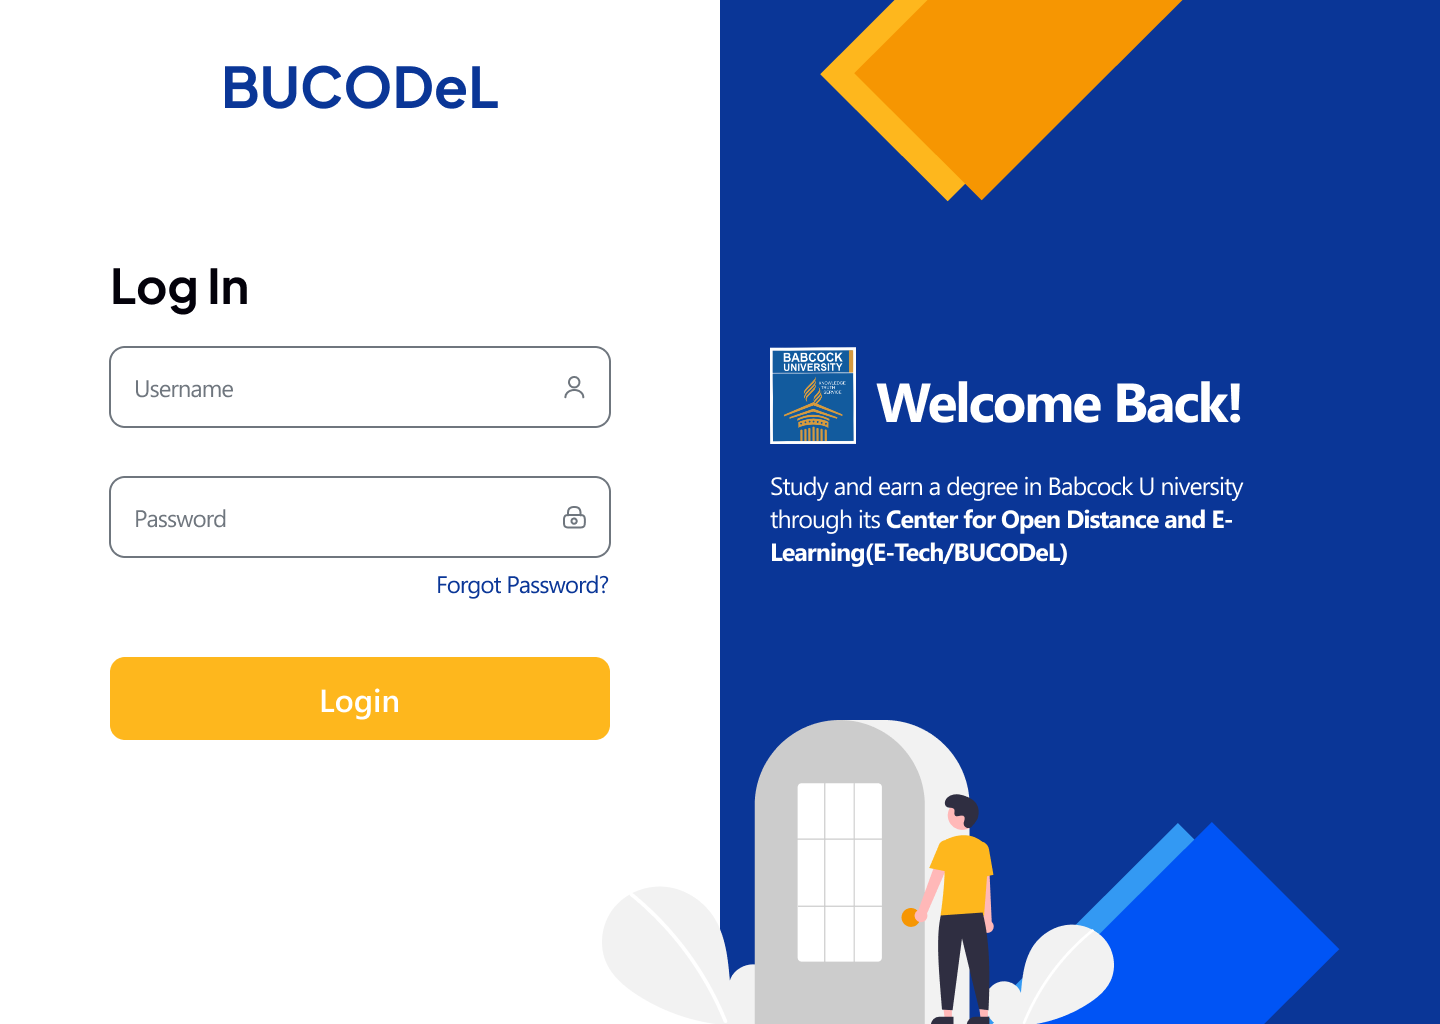 BUCODeL
Log In
Username
Password
Forgot Password?
Login
BABCOCK
UNIVERSITY
KNOWLEDGE
TRUTH
SERVICE
Welcome Back!
Study and earn a degree in Babcock U niversity
through its Center for Open Distance and E-
Learning(E-Tech/BUCODeL)